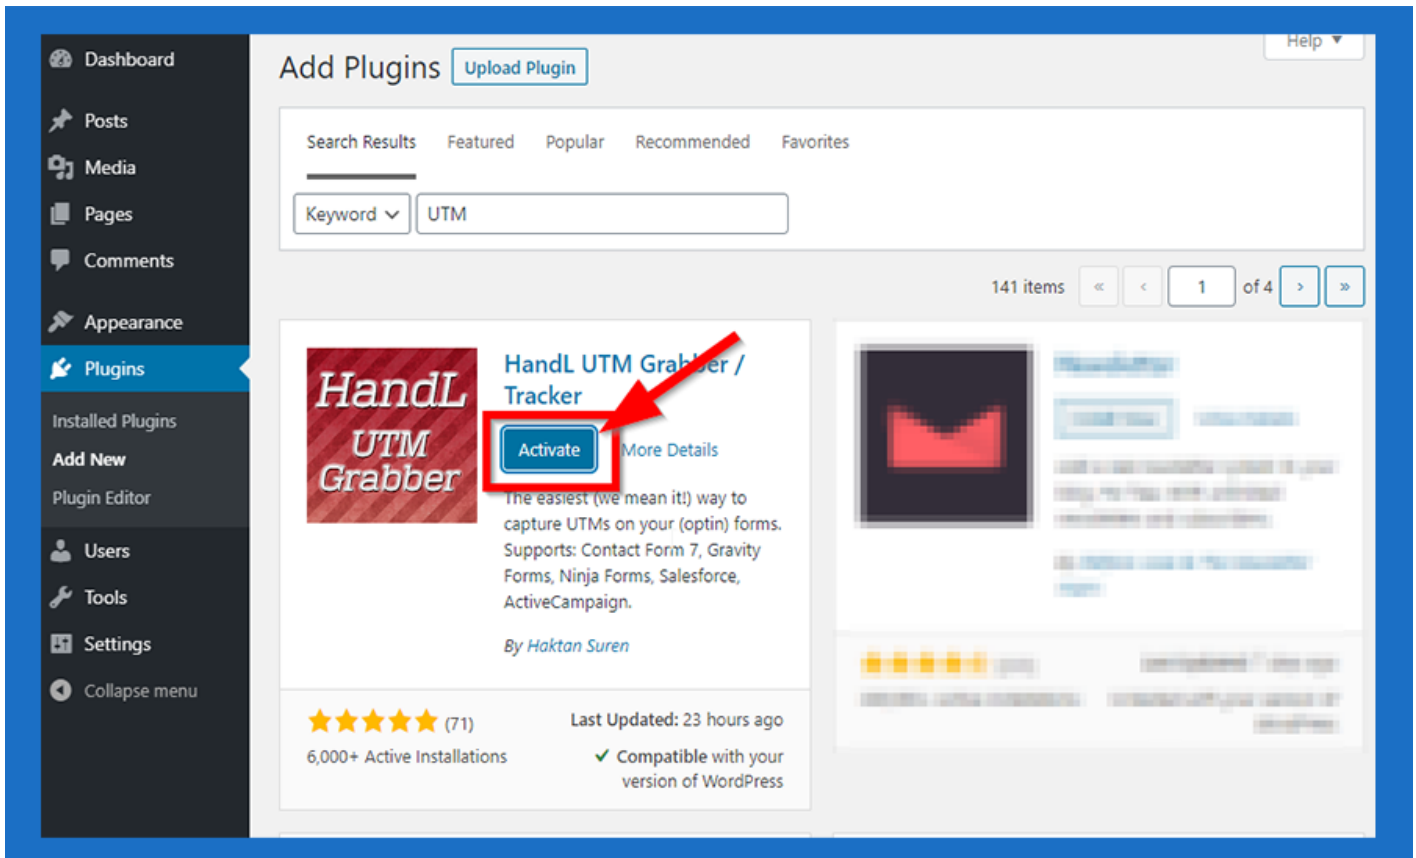 Dashboard
Posts
Media
Pages
Comments
Appearance
Plugins
Installed Plugins
Add New
Plugin Editor
Users
Tools
Settings
Collapse menu
Help ▼
Add Plugins Upload Plugin
Search Results Featured Popular Recommended Favorites
Keyword UTM
141 items « ‹ 1 of 4 › »
HandL
UTM
Grabber
HandL UTM Grabber /
Tracker
Activate More Details
The easiest (we mean it!) way to
capture UTMs on your (optin) forms.
Supports: Contact Form 7, Gravity
Forms, Ninja Forms, Salesforce,
ActiveCampaign.
By Haktan Suren
(71) Last Updated: 23 hours ago
6,000+ Active Installations ✓ Compatible with your
version of WordPress